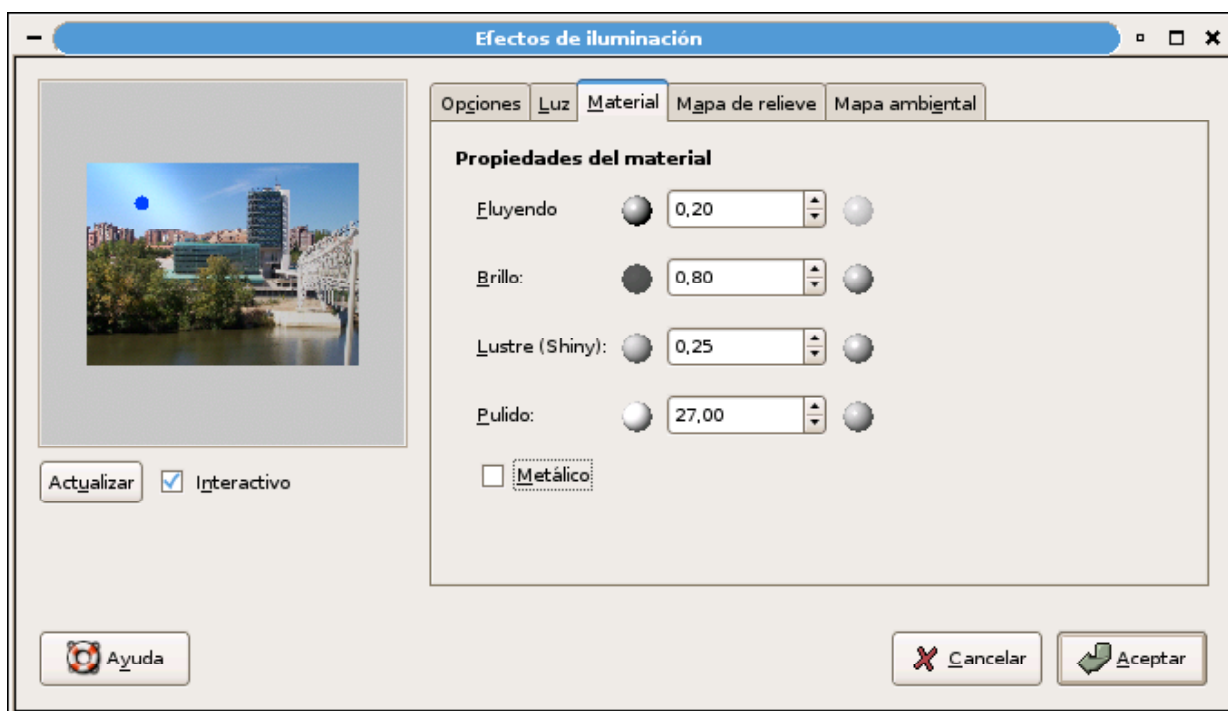 Efectos de iluminación
Opciones Luz Material Mapa de relieve Mapa ambiental
Propiedades del material
Fluyendo 0,20
Brillo: 0,80
Lustre (Shiny): 0,25
Pulido: 27,00
Metálico
Actualizar Interactivo
Ayuda Cancelar Aceptar